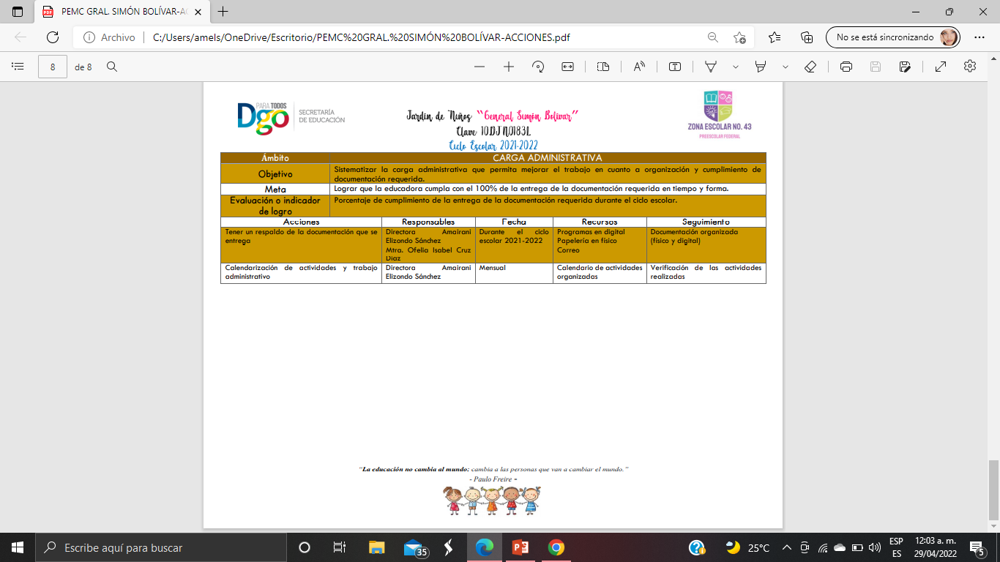 PEMC GRAL. SIMÓN BOLÍVAR-AC
Archivo
C:/Users/amels/OneDrive/Escritorio/PEMC%20GRAL.%20SIMÓN%20BOLÍVAR-ACCIONES.pdf
No se está sincronizando
8 de 8
PARA TODOS
Dgo
SECRETARÍA
DE EDUCACIÓN
Jardín de Niños "General Simón Bolívar"
Clave: 10DJN0183L
Ciclo Escolar 2021-2022
ZONA ESCOLAR NO. 43
PREESCOLAR FEDERAL
Ámbito
CARGA ADMINISTRATIVA
Objetivo
Sistematizar la carga administrativa que permita mejorar el trabajo en cuanto a organización y cumplimiento de
documentación requerida.
Meta
Lograr que la educadora cumpla con el 100% de la entrega de la documentación requerida en tiempo y forma.
Evaluación o indicador
de logro
Porcentaje de cumplimiento de la entrega de la documentación requerida durante el ciclo escolar.
Acciones
Responsables
Fecha
Recursos
Seguimiento
Tener un respaldo de la documentación que se
entrega
Directora Amairani
Elizondo Sánchez
Mtra. Ofelia Isabel Cruz
Díaz
Durante el ciclo
escolar 2021-2022
Programas en digital
Papelería en físico
Correo
Documentación organizada
(físico y digital)
Calendarización de actividades y trabajo
administrativo
Directora Amairani
Elizondo Sánchez
Mensual
Calendario de actividades
organizadas
Verificación de las actividades
realizadas
"La educación no cambia al mundo: cambia a las personas que van a cambiar el mundo."
- Paulo Freire -
Escribe aquí para buscar
35
25°C
ESP
ES
12:03 a. m.
29/04/2022
5